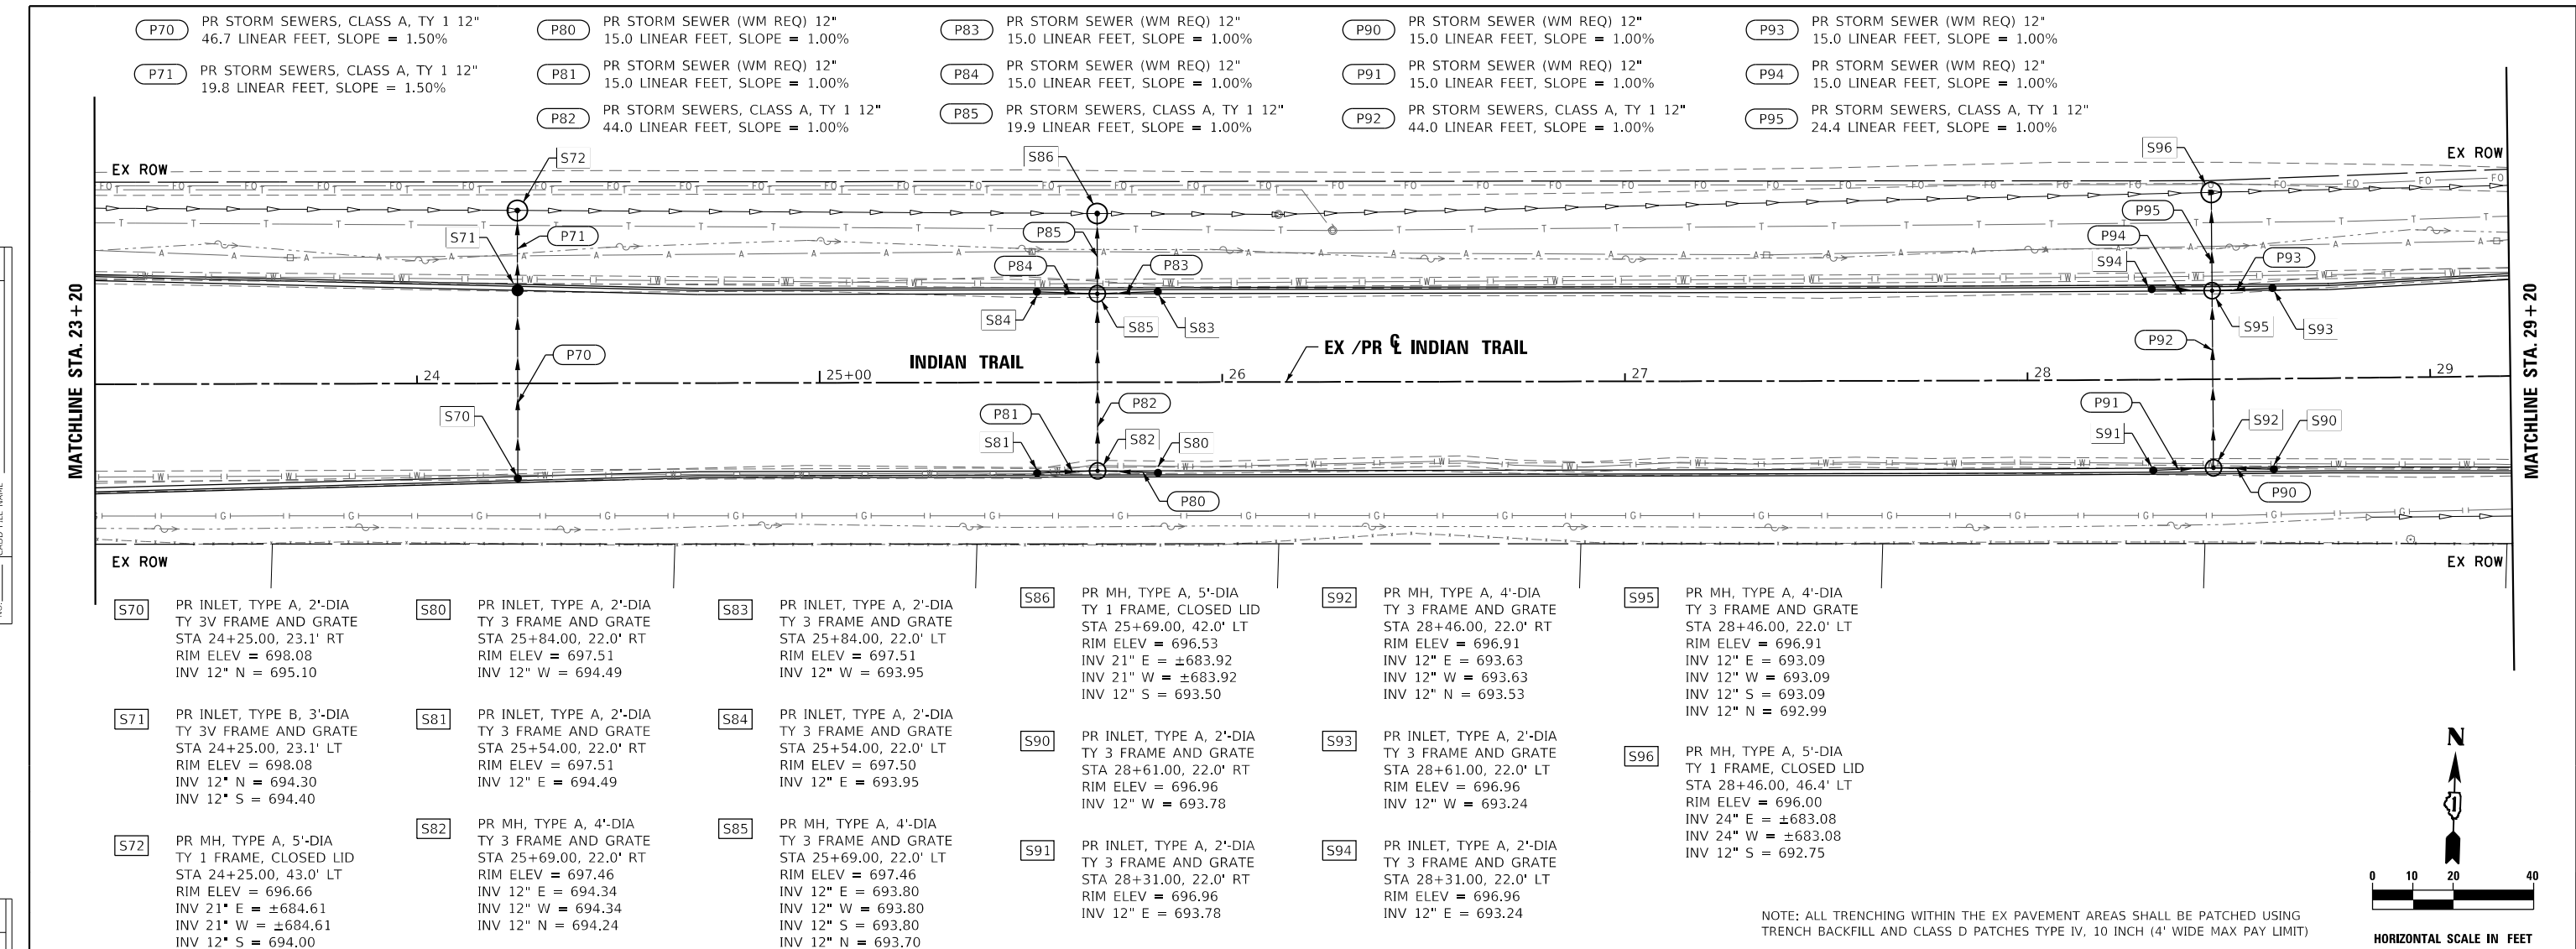 P70
PR STORM SEWERS, CLASS A, TY 1 12"
46.7 LINEAR FEET, SLOPE = 1.50%
P71
PR STORM SEWERS, CLASS A, TY 1 12"
19.8 LINEAR FEET, SLOPE = 1.50%
P80
PR STORM SEWER (WM REQ) 12"
15.0 LINEAR FEET, SLOPE = 1.00%
P81
PR STORM SEWER (WM REQ) 12"
15.0 LINEAR FEET, SLOPE = 1.00%
P82
PR STORM SEWERS, CLASS A, TY 1 12"
44.0 LINEAR FEET, SLOPE = 1.00%
P83
PR STORM SEWER (WM REQ) 12"
15.0 LINEAR FEET, SLOPE = 1.00%
P84
PR STORM SEWER (WM REQ) 12"
15.0 LINEAR FEET, SLOPE = 1.00%
P85
PR STORM SEWERS, CLASS A, TY 1 12"
19.9 LINEAR FEET, SLOPE = 1.00%
P90
PR STORM SEWER (WM REQ) 12"
15.0 LINEAR FEET, SLOPE = 1.00%
P91
PR STORM SEWER (WM REQ) 12"
15.0 LINEAR FEET, SLOPE = 1.00%
P92
PR STORM SEWERS, CLASS A, TY 1 12"
44.0 LINEAR FEET, SLOPE = 1.00%
P93
PR STORM SEWER (WM REQ) 12"
15.0 LINEAR FEET, SLOPE = 1.00%
P94
PR STORM SEWER (WM REQ) 12"
15.0 LINEAR FEET, SLOPE = 1.00%
P95
PR STORM SEWERS, CLASS A, TY 1 12"
24.4 LINEAR FEET, SLOPE = 1.00%
EX ROW
S72
S86
S96
EX ROW
S71
P71
P85
P84
P83
P95
P94
S94
P93
S84
S85
S83
S95
S93
MATCHLINE STA. 23+20
P70
INDIAN TRAIL
EX /PR ℄ INDIAN TRAIL
P92
MATCHLINE STA. 29+20
24
25+00
26
27
28
29
S70
P81
P82
S81
S82
S80
P80
P91
S91
S92
S90
P90
EX ROW
EX ROW
S70
PR INLET, TYPE A, 2'-DIA
TY 3V FRAME AND GRATE
STA 24+25.00, 23.1' RT
RIM ELEV = 698.08
INV 12" N = 695.10
S71
PR INLET, TYPE B, 3'-DIA
TY 3V FRAME AND GRATE
STA 24+25.00, 23.1' LT
RIM ELEV = 698.08
INV 12" N = 694.30
INV 12" S = 694.40
S72
PR MH, TYPE A, 5'-DIA
TY 1 FRAME, CLOSED LID
STA 24+25.00, 43.0' LT
RIM ELEV = 696.66
INV 21" E = ±684.61
INV 21" W = ±684.61
INV 12" S = 694.00
S80
PR INLET, TYPE A, 2'-DIA
TY 3 FRAME AND GRATE
STA 25+84.00, 22.0' RT
RIM ELEV = 697.51
INV 12" W = 694.49
S81
PR INLET, TYPE A, 2'-DIA
TY 3 FRAME AND GRATE
STA 25+54.00, 22.0' RT
RIM ELEV = 697.51
INV 12" E = 694.49
S82
PR MH, TYPE A, 4'-DIA
TY 3 FRAME AND GRATE
STA 25+69.00, 22.0' RT
RIM ELEV = 697.46
INV 12" E = 694.34
INV 12" W = 694.34
INV 12" N = 694.24
S83
PR INLET, TYPE A, 2'-DIA
TY 3 FRAME AND GRATE
STA 25+84.00, 22.0' LT
RIM ELEV = 697.51
INV 12" W = 693.95
S84
PR INLET, TYPE A, 2'-DIA
TY 3 FRAME AND GRATE
STA 25+54.00, 22.0' LT
RIM ELEV = 697.50
INV 12" E = 693.95
S85
PR MH, TYPE A, 4'-DIA
TY 3 FRAME AND GRATE
STA 25+69.00, 22.0' LT
RIM ELEV = 697.46
INV 12" E = 693.80
INV 12" W = 693.80
INV 12" S = 693.80
INV 12" N = 693.70
S86
PR MH, TYPE A, 5'-DIA
TY 1 FRAME, CLOSED LID
STA 25+69.00, 42.0' LT
RIM ELEV = 696.53
INV 21" E = ±683.92
INV 21" W = ±683.92
INV 12" S = 693.50
S90
PR INLET, TYPE A, 2'-DIA
TY 3 FRAME AND GRATE
STA 28+61.00, 22.0' RT
RIM ELEV = 696.96
INV 12" W = 693.78
S91
PR INLET, TYPE A, 2'-DIA
TY 3 FRAME AND GRATE
STA 28+31.00, 22.0' RT
RIM ELEV = 696.96
INV 12" E = 693.78
S92
PR MH, TYPE A, 4'-DIA
TY 3 FRAME AND GRATE
STA 28+46.00, 22.0' RT
RIM ELEV = 696.91
INV 12" E = 693.63
INV 12" W = 693.63
INV 12" N = 693.53
S93
PR INLET, TYPE A, 2'-DIA
TY 3 FRAME AND GRATE
STA 28+61.00, 22.0' LT
RIM ELEV = 696.96
INV 12" W = 693.24
S94
PR INLET, TYPE A, 2'-DIA
TY 3 FRAME AND GRATE
STA 28+31.00, 22.0' LT
RIM ELEV = 696.96
INV 12" E = 693.24
S95
PR MH, TYPE A, 4'-DIA
TY 3 FRAME AND GRATE
STA 28+46.00, 22.0' LT
RIM ELEV = 696.91
INV 12" E = 693.09
INV 12" W = 693.09
INV 12" S = 693.09
INV 12" N = 692.99
S96
PR MH, TYPE A, 5'-DIA
TY 1 FRAME, CLOSED LID
STA 28+46.00, 46.4' LT
RIM ELEV = 696.00
INV 24" E = ±683.08
INV 24" W = ±683.08
INV 12" S = 692.75
N
1
0 10 20 40
HORIZONTAL SCALE IN FEET
NOTE: ALL TRENCHING WITHIN THE EX PAVEMENT AREAS SHALL BE PATCHED USING
TRENCH BACKFILL AND CLASS D PATCHES TYPE IV, 10 INCH (4' WIDE MAX PAY LIMIT)